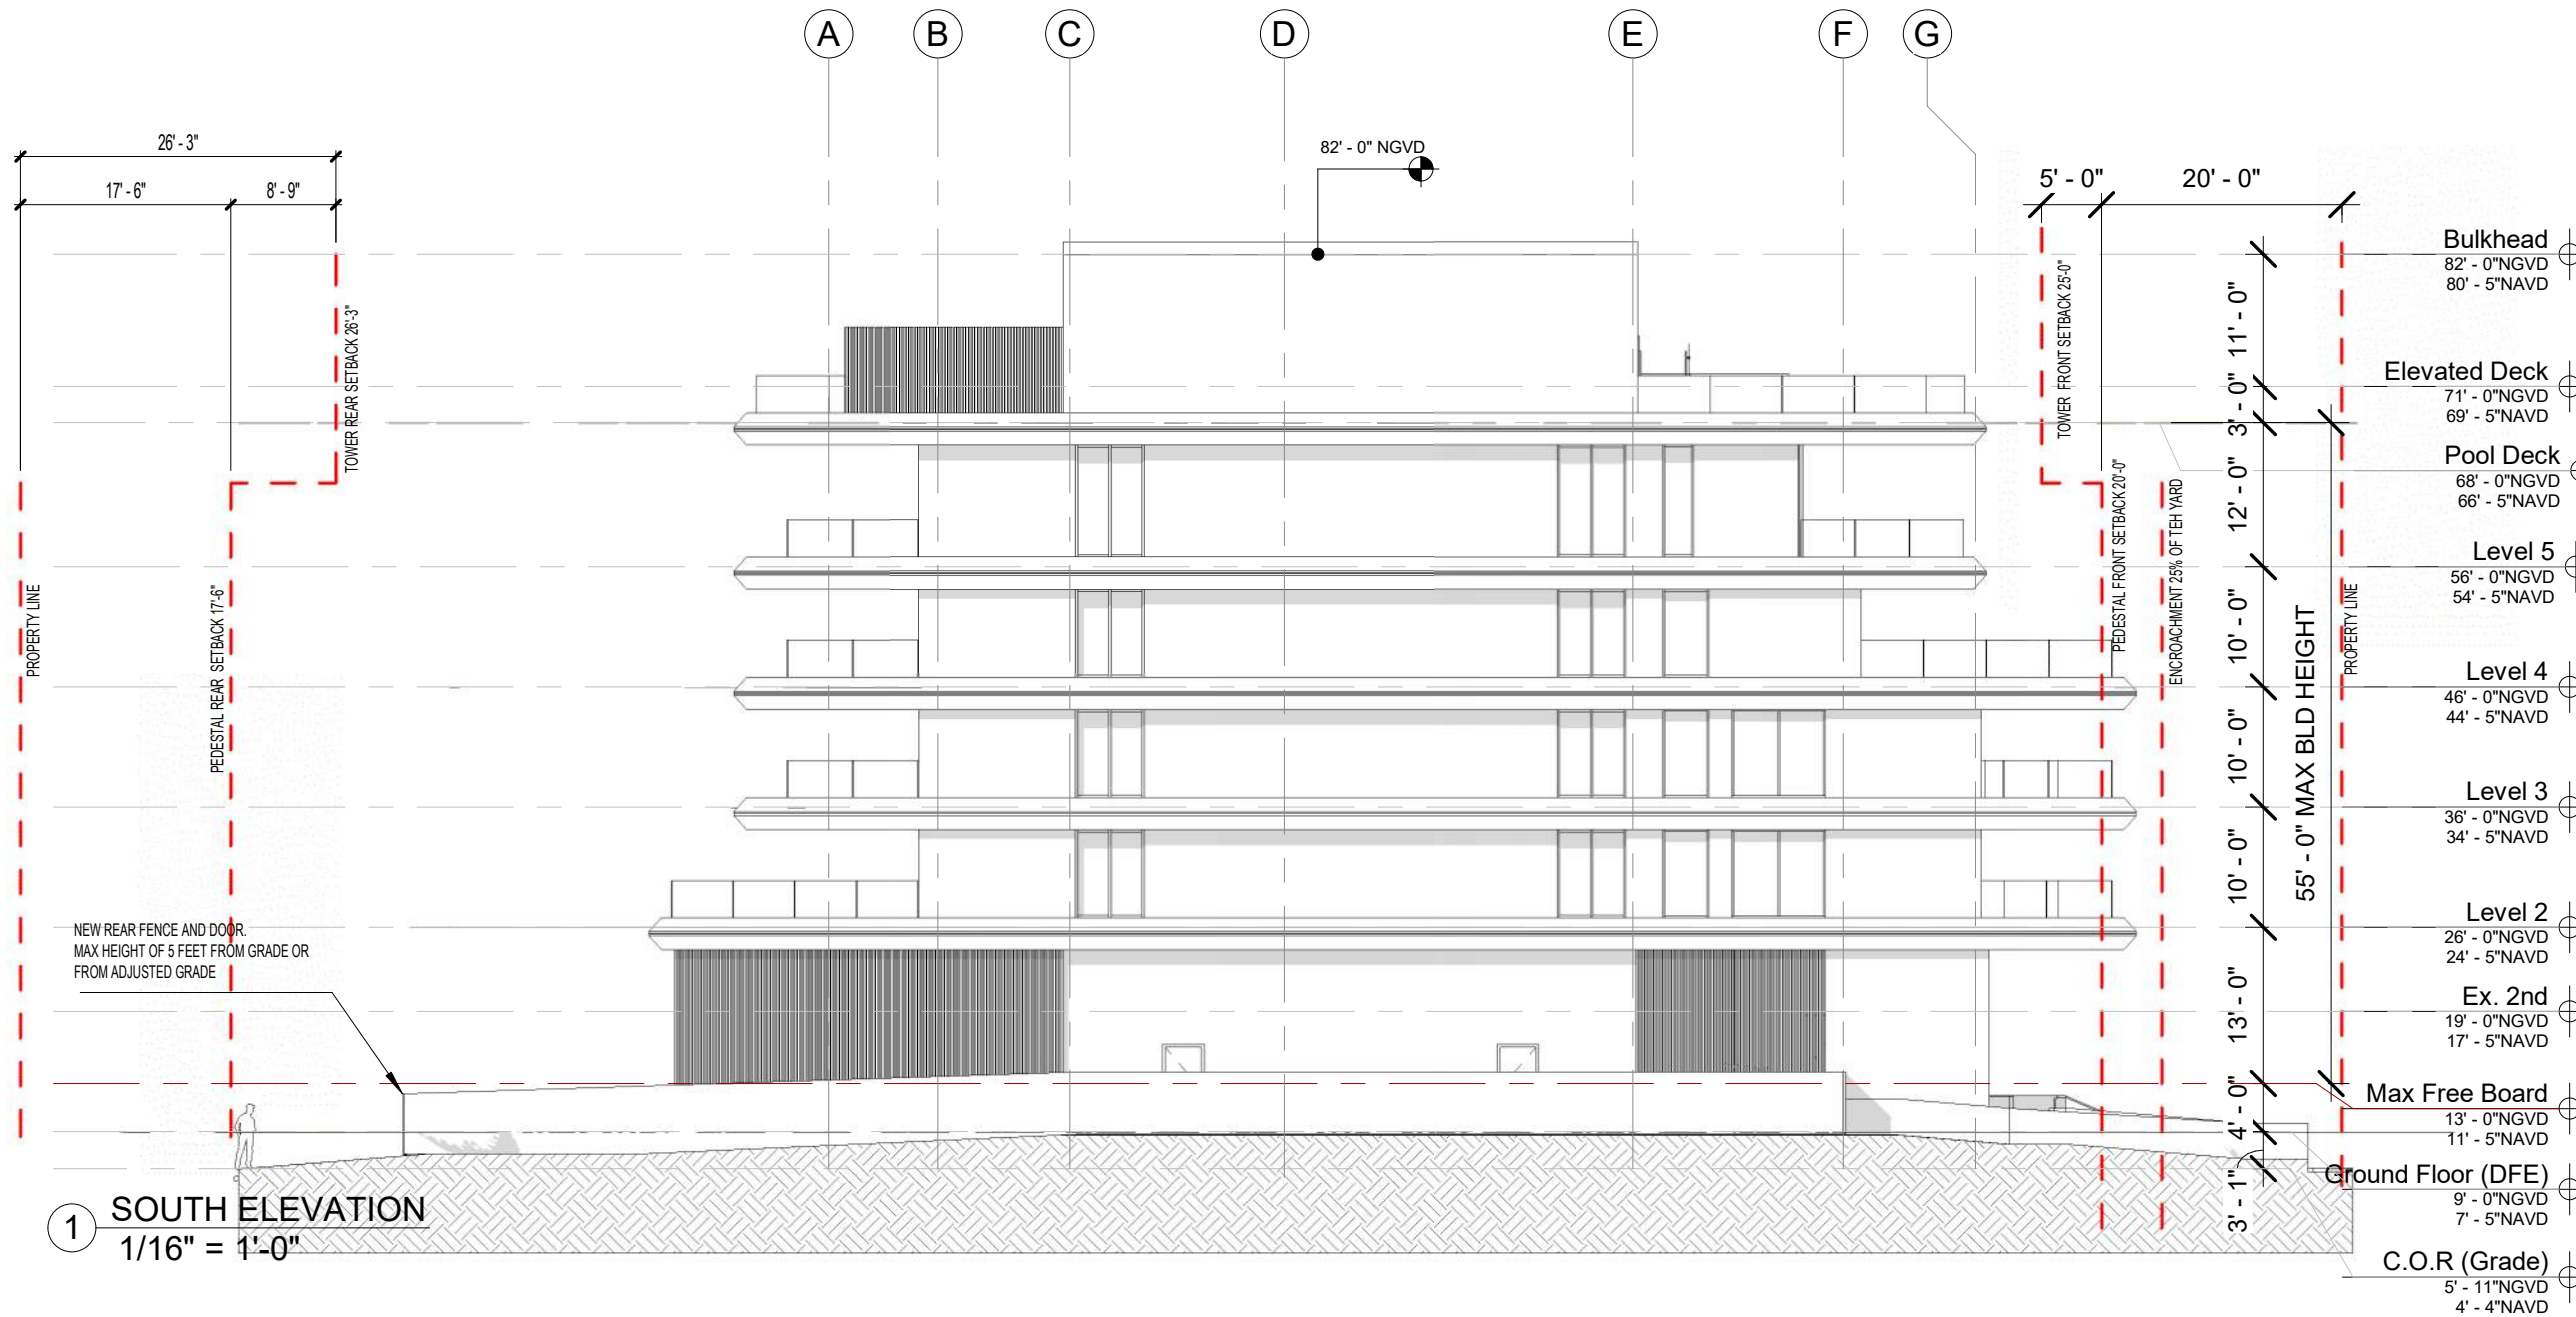 A B C D E F G
26' - 3"
17' - 6" 8' - 9"
82' - 0" NGVD
5' - 0" 20' - 0"
TOWER REAR SETBACK 26'-3"
PROPERTY LINE
PEDESTAL REAR SETBACK 17'-6"
NEW REAR FENCE AND DOOR.
MAX HEIGHT OF 5 FEET FROM GRADE OR
FROM ADJUSTED GRADE
TOWER FRONT SETBACK 25'-0"
PEDESTAL FRONT SETBACK 20'-0"
ENCROACHMENT 25% OF TEH YARD
11' - 0"
3' - 0"
12' - 0"
10' - 0"
10' - 0"
10' - 0"
13' - 0"
4' - 0"
3' - 1"
55' - 0" MAX BLD HEIGHT
PROPERTY LINE
Bulkhead
82' - 0"NGVD
80' - 5"NAVD
Elevated Deck
71' - 0"NGVD
69' - 5"NAVD
Pool Deck
68' - 0"NGVD
66' - 5"NAVD
Level 5
56' - 0"NGVD
54' - 5"NAVD
Level 4
46' - 0"NGVD
44' - 5"NAVD
Level 3
36' - 0"NGVD
34' - 5"NAVD
Level 2
26' - 0"NGVD
24' - 5"NAVD
Ex. 2nd
19' - 0"NGVD
17' - 5"NAVD
Max Free Board
13' - 0"NGVD
11' - 5"NAVD
Ground Floor (DFE)
9' - 0"NGVD
7' - 5"NAVD
C.O.R (Grade)
5' - 11"NGVD
4' - 4"NAVD
1 SOUTH ELEVATION
1/16" = 1'-0"